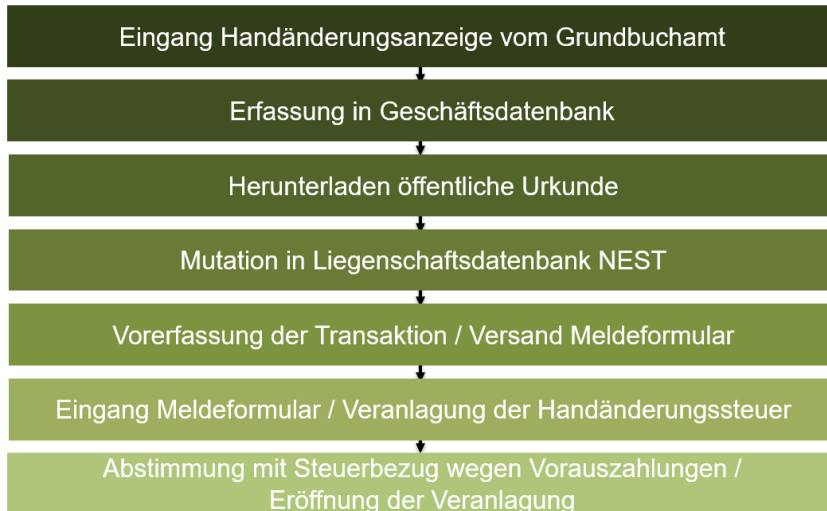 Eingang Handänderungsanzeige vom Grundbuchamt
Erfassung in Geschäftsdatenbank
Herunterladen öffentliche Urkunde
Mutation in Liegenschaftsdatenbank NEST
Vorerfassung der Transaktion / Versand Meldeformular
Eingang Meldeformular / Veranlagung der Handänderungssteuer
Abstimmung mit Steuerbezug wegen Vorauszahlungen /
Eröffnung der Veranlagung